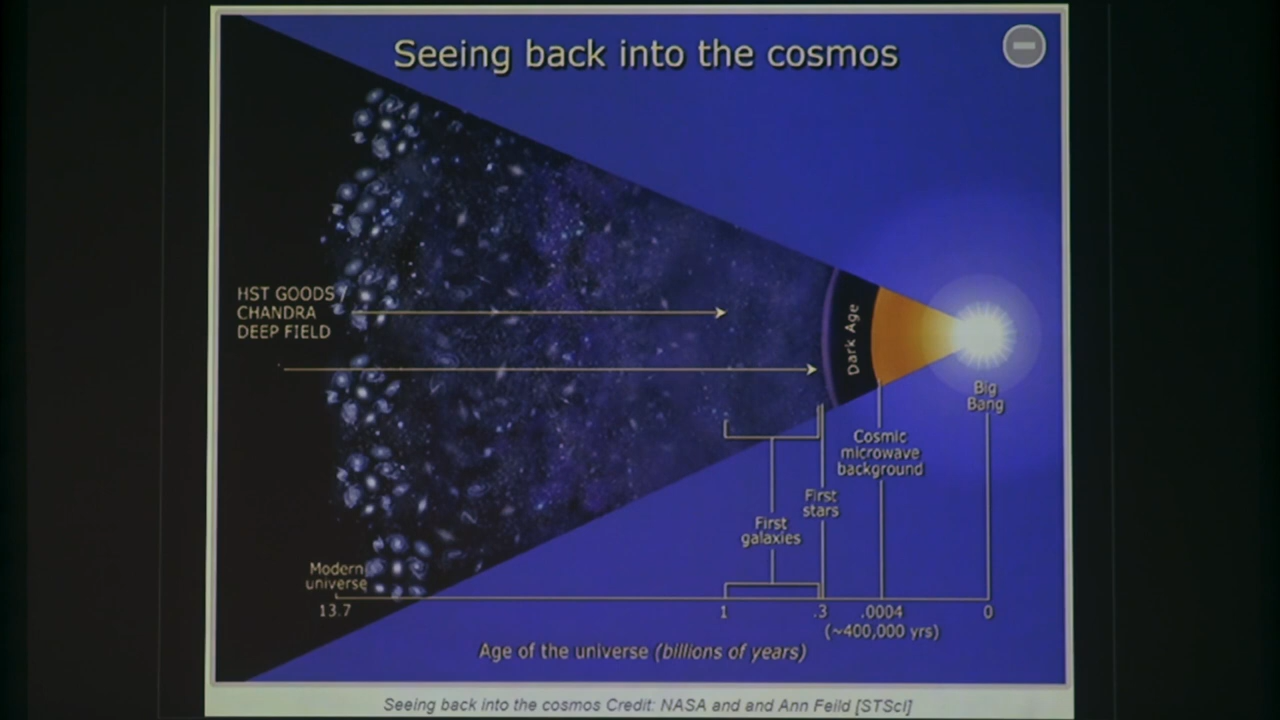 Seeing back into the cosmos
HST GOODS /
CHANDRA
DEEP FIELD
Dark Age
Big
Bang
Cosmic
microwave
background
First
stars
First
galaxies
Modern
universe
13.7
1
.3
.0004
0
(~400,000 yrs)
Age of the universe (billions of years)
Seeing back into the cosmos Credit: NASA and and Ann Feild [STScI]